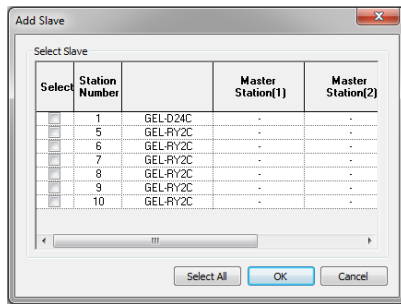 Add Slave
Select Slave
Select Station Number Master Station(1) Master Station(2)
1 GEL-D24C - -
5 GEL-RY2C - -
6 GEL-RY2C - -
7 GEL-RY2C - -
8 GEL-RY2C - -
9 GEL-RY2C - -
10 GEL-RY2C - -
Select All OK Cancel